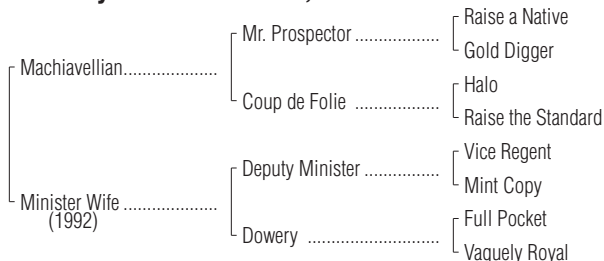 Raise a Native
Mr. Prospector ..................
Gold Digger
Machiavellian....................
Halo
Coup de Folie ..................
Raise the Standard
Vice Regent
Deputy Minister ................
Mint Copy
Minister Wife ....................
(1992)
Full Pocket
Dowery ............................
Vaguely Royal